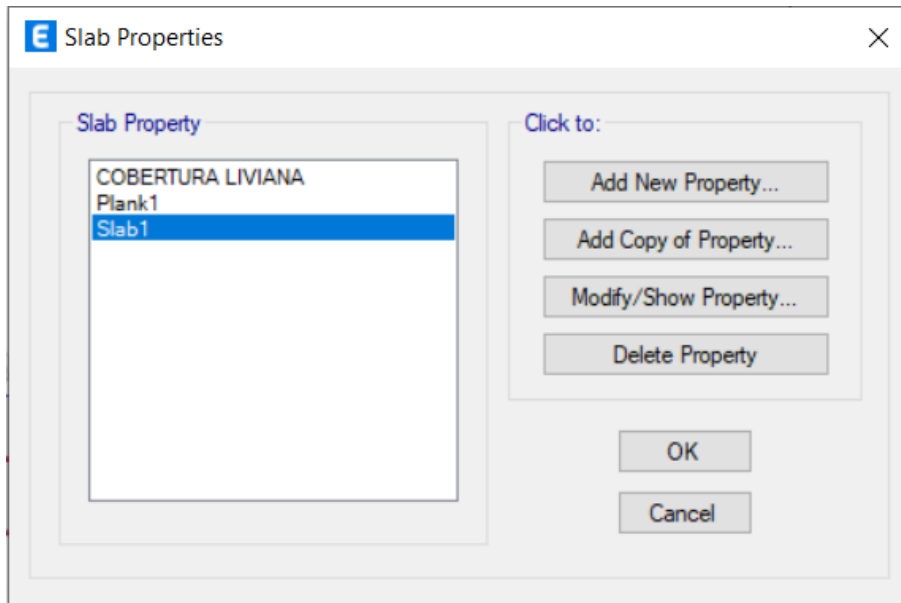 E Slab Properties
Slab Property
COBERTURA LIVIANA
Plank1
Slab1
Click to:
Add New Property...
Add Copy of Property...
Modify/Show Property...
Delete Property
OK
Cancel